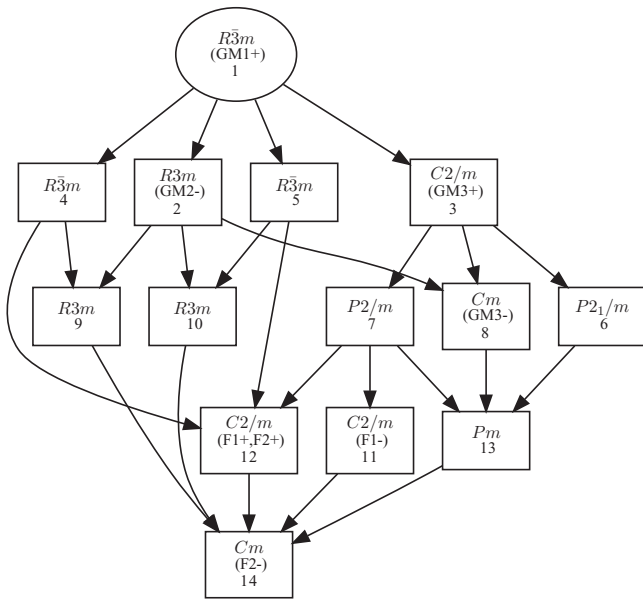 R3̄m
(GM1+)
1
R3̄m
4
R3m
(GM2-)
2
R3̄m
5
C2/m
(GM3+)
3
R3m
9
R3m
10
P2/m
7
Cm
(GM3-)
8
P2₁/m
6
C2/m
(F1+,F2+)
12
C2/m
(F1-)
11
Pm
13
Cm
(F2-)
14